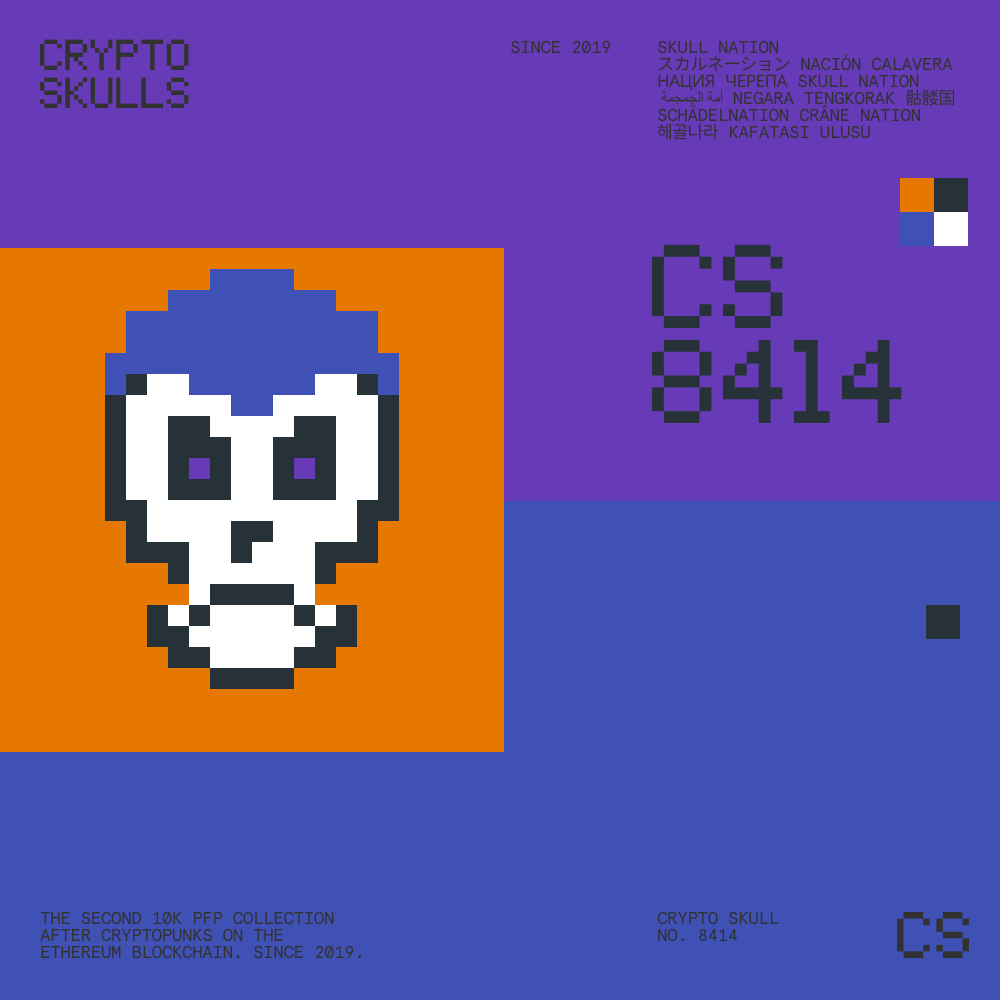 CRYPTO
SKULLS
SINCE 2019
SKULL NATION
スカルネーション NACIÓN CALAVERA
НАЦИЯ ЧЕРЕПА SKULL NATION
أمة الجمجمة NEGARA TENGKORAK 骷髅国
SCHÄDELNATION CRÂNE NATION
해골나라 KAFATASI ULUSU
CS
8414
THE SECOND 10K PFP COLLECTION
AFTER CRYPTOPUNKS ON THE
ETHEREUM BLOCKCHAIN. SINCE 2019.
CRYPTO SKULL
NO. 8414
CS